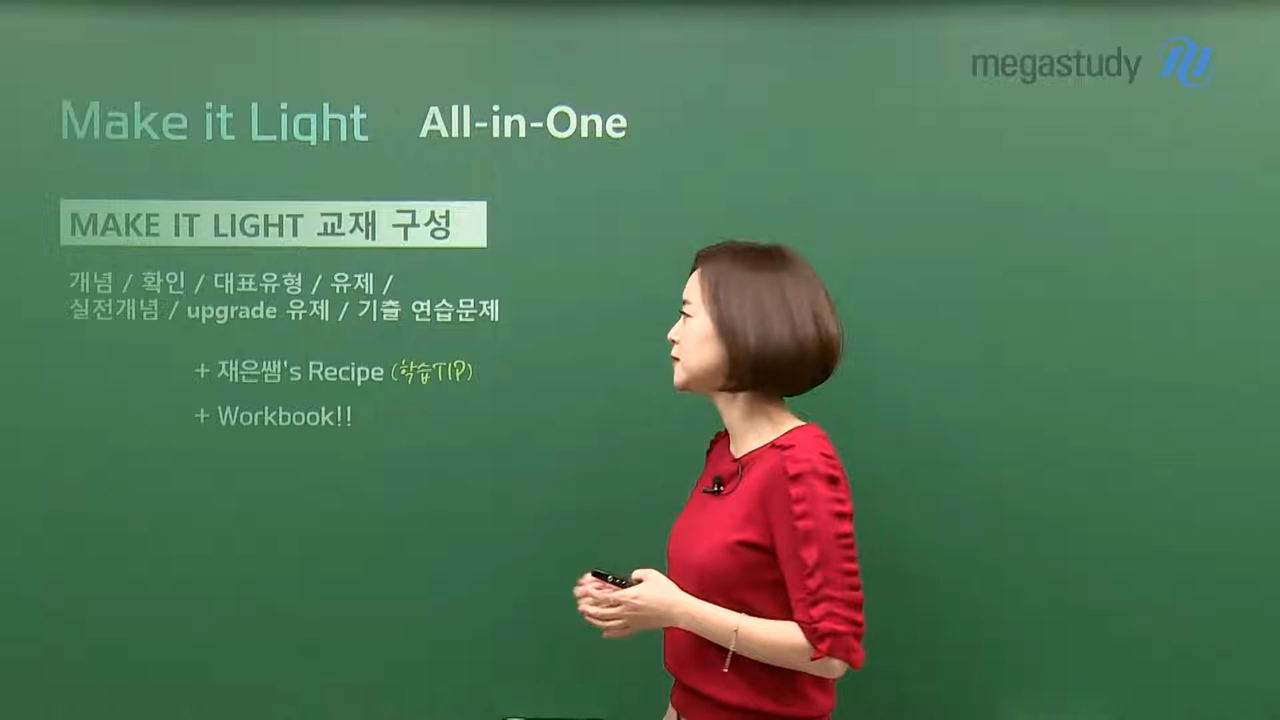 megastudy
Make it Light All-in-One
MAKE IT LIGHT 교재 구성
개념 / 확인 / 대표유형 / 유제 /
실전개념 / upgrade 유제 / 기출 연습문제
+ 재은쌤's Recipe (학습TIP)
+ Workbook!!